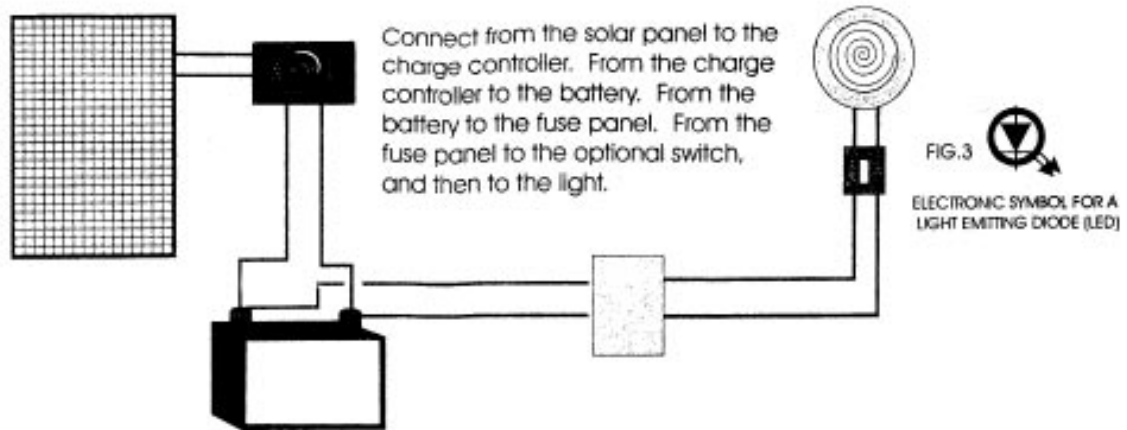 Connect from the solar panel to the
charge controller. From the charge
controller to the battery. From the
battery to the fuse panel. From the
fuse panel to the optional switch,
and then to the light.
FIG.3
ELECTRONIC SYMBOL FOR A
LIGHT EMITTING DIODE (LED)